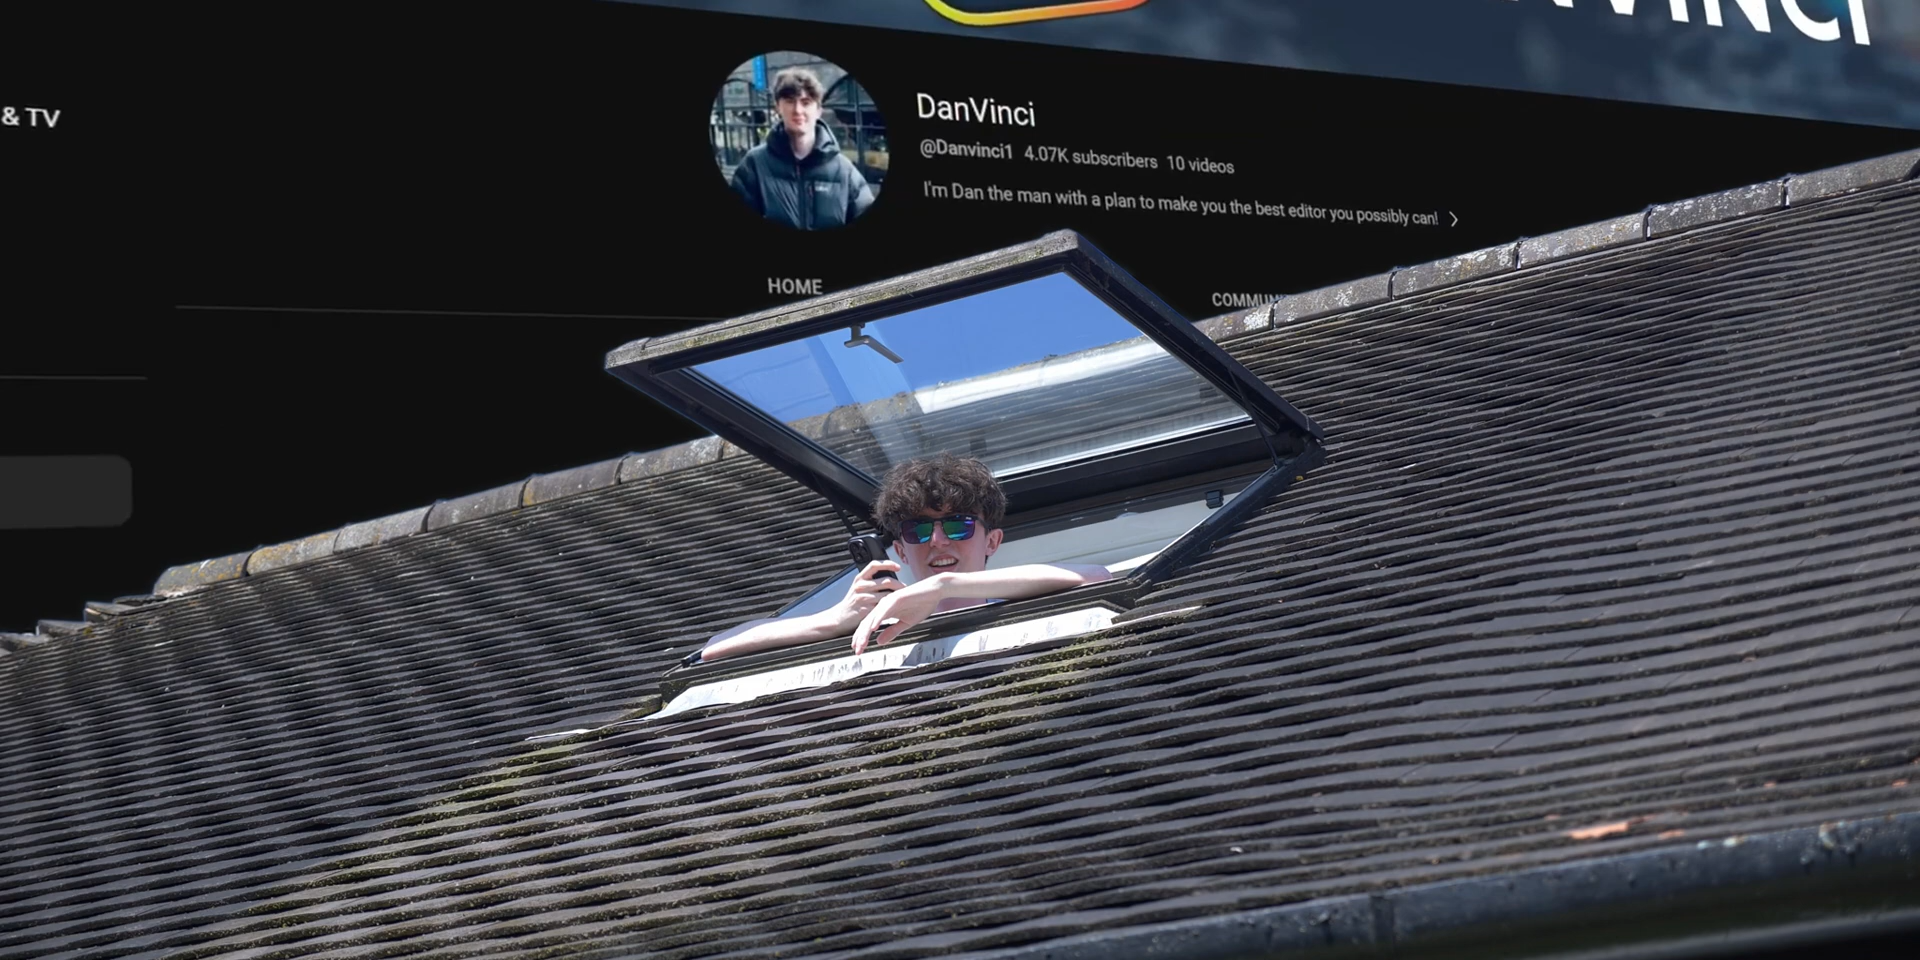 & TV
DanVinci
@Danvinci1 4.07K subscribers 10 videos
I'm Dan the man with a plan to make you the best editor you possibly can!
HOME